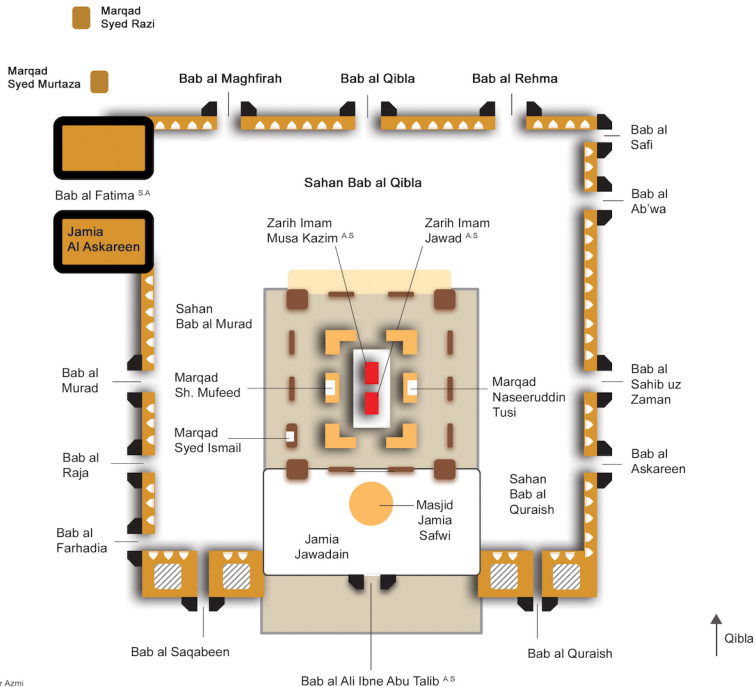 Marqad
Syed Razi
Marqad
Syed Murtaza
Bab al Maghfirah
Bab al Qibla
Bab al Rehma
Bab al
Safi
Bab al Fatima S.A
Sahan Bab al Qibla
Bab al
Ab'wa
Jamia
Al Askareen
Zarih Imam
Musa Kazim A.S
Zarih Imam
Jawad A.S
Sahan
Bab al Murad
Bab al
Murad
Marqad
Sh. Mufeed
Marqad
Naseeruddin
Tusi
Bab al
Sahib uz
Zaman
Marqad
Syed Ismail
Bab al
Raja
Bab al
Askareen
Sahan
Bab al
Quraish
Masjid
Jamia
Safwi
Bab al
Farhadia
Jamia
Jawadain
Bab al Saqabeen
Bab al Quraish
Qibla
Bab al Ali Ibne Abu Talib A.S
r Azmi